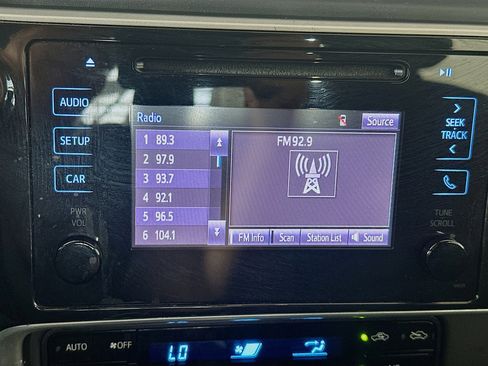 AUDIO
SETUP
CAR
PWR
VOL
Radio
Source
1 89.3
2 97.9
3 93.7
4 92.1
5 96.5
6 104.1
FM 92.9
FM Info
Scan
Station List
Sound
SEEK
TRACK
TUNE
SCROLL
AUTO
OFF
LO